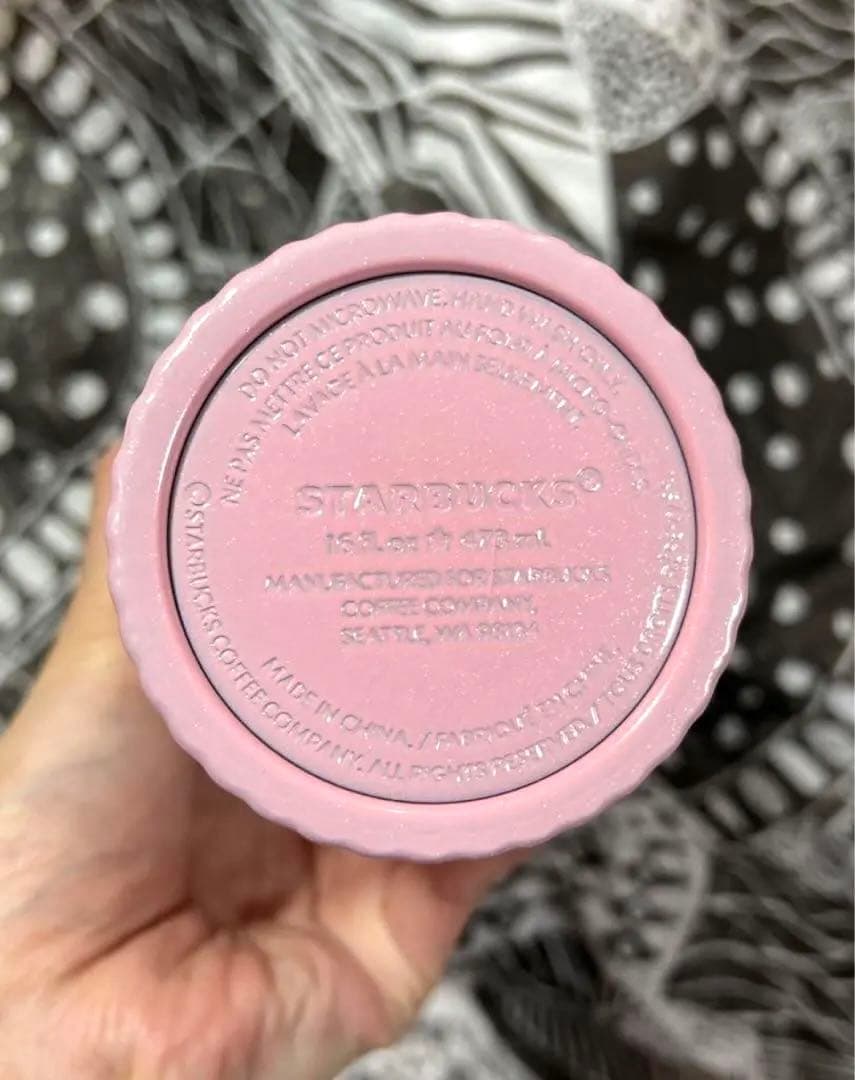 DO NOT MICROWAVE. HAND WASH ONLY.
NE PAS METTRE CE PRODUIT AU FOUR À MICRO-ONDES.
LAVAGE À LA MAIN SEULEMENT.
STARBUCKS®
16 fl. oz ☆ 473 mL
MANUFACTURED FOR STARBUCKS
COFFEE COMPANY,
SEATTLE, WA 98134
MADE IN CHINA. / FABRIQUÉ EN CHINE.
STARBUCKS COFFEE COMPANY. ALL RIGHTS RESERVED. / TOUS DROITS RÉSERVÉS.